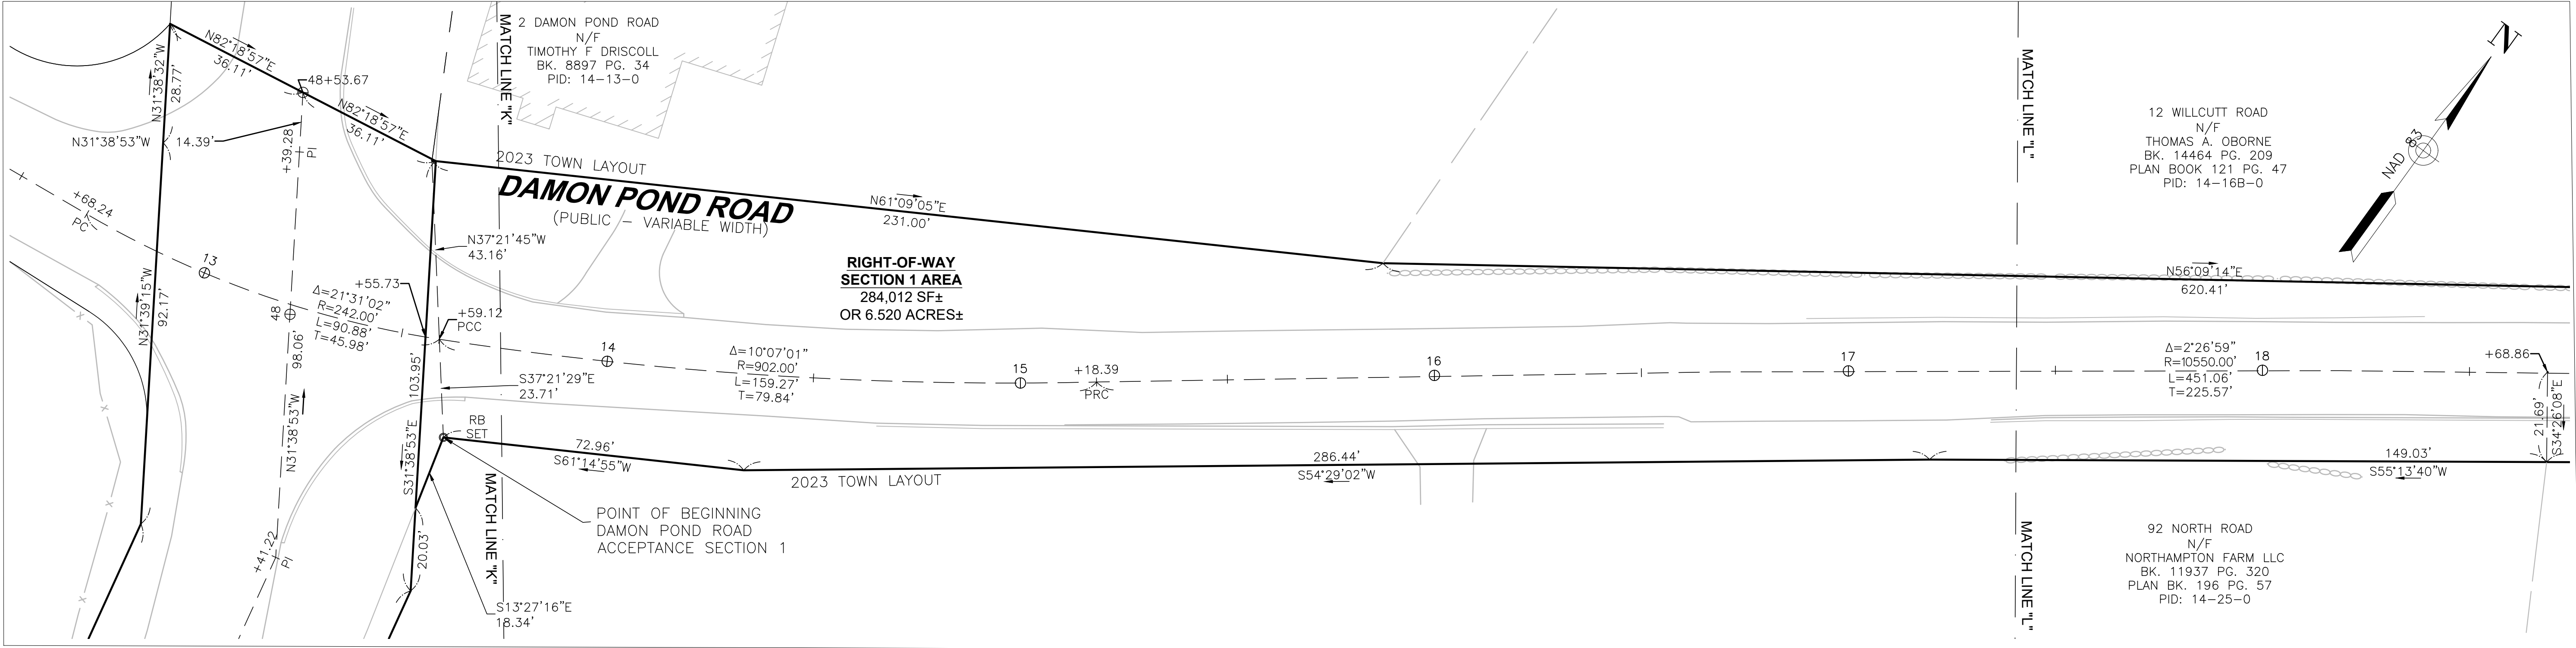 N82°18'57"E
36.11'
N31°38'32"W
28.77'
48+53.67
N82°18'57"E
36.11'
N31°38'53"W 14.39'
+39.28
PI
+68.24
PC
13
N31°39'15"W
92.17'
48
98.06'
N31°38'53"W
Δ=21°31'02"
R=242.00'
L=90.88'
T=45.98'
+55.73
+59.12
PCC
N37°21'45"W
43.16'
103.95'
S31°38'53"E
S37°21'29"E
23.71'
RB
SET
+41.22
PI
20.03'
S13°27'16"E
18.34'
MATCH LINE "K"
MATCH LINE "K"
2 DAMON POND ROAD
N/F
TIMOTHY F DRISCOLL
BK. 8897 PG. 34
PID: 14-13-0
2023 TOWN LAYOUT
DAMON POND ROAD
(PUBLIC - VARIABLE WIDTH)
N61°09'05"E
231.00'
RIGHT-OF-WAY
SECTION 1 AREA
284,012 SF±
OR 6.520 ACRES±
14
Δ=10°07'01"
R=902.00'
L=159.27'
T=79.84'
15
+18.39
PRC
16
17
72.96'
S61°14'55"W
2023 TOWN LAYOUT
286.44'
S54°29'02"W
POINT OF BEGINNING
DAMON POND ROAD
ACCEPTANCE SECTION 1
MATCH LINE "L"
MATCH LINE "L"
12 WILLCUTT ROAD
N/F
THOMAS A. OBORNE
BK. 14464 PG. 209
PLAN BOOK 121 PG. 47
PID: 14-16B-0
N
NAD 83
N56°09'14"E
620.41'
Δ=2°26'59"
R=10550.00'
L=451.06'
T=225.57'
18
+68.86
21.69'
S34°26'08"E
149.03'
S55°13'40"W
92 NORTH ROAD
N/F
NORTHAMPTON FARM LLC
BK. 11937 PG. 320
PLAN BK. 196 PG. 57
PID: 14-25-0